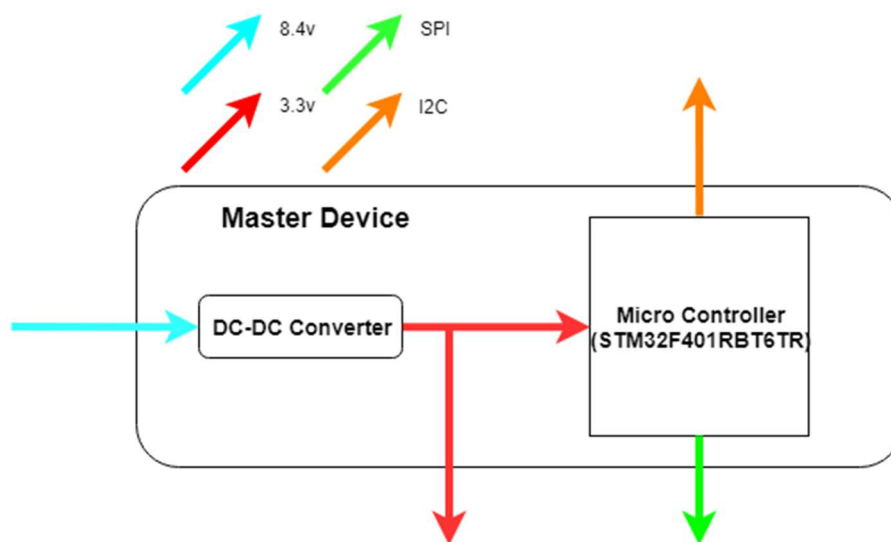 8.4v
SPI
3.3v
I2C
Master Device
DC-DC Converter
Micro Controller
(STM32F401RBT6TR)